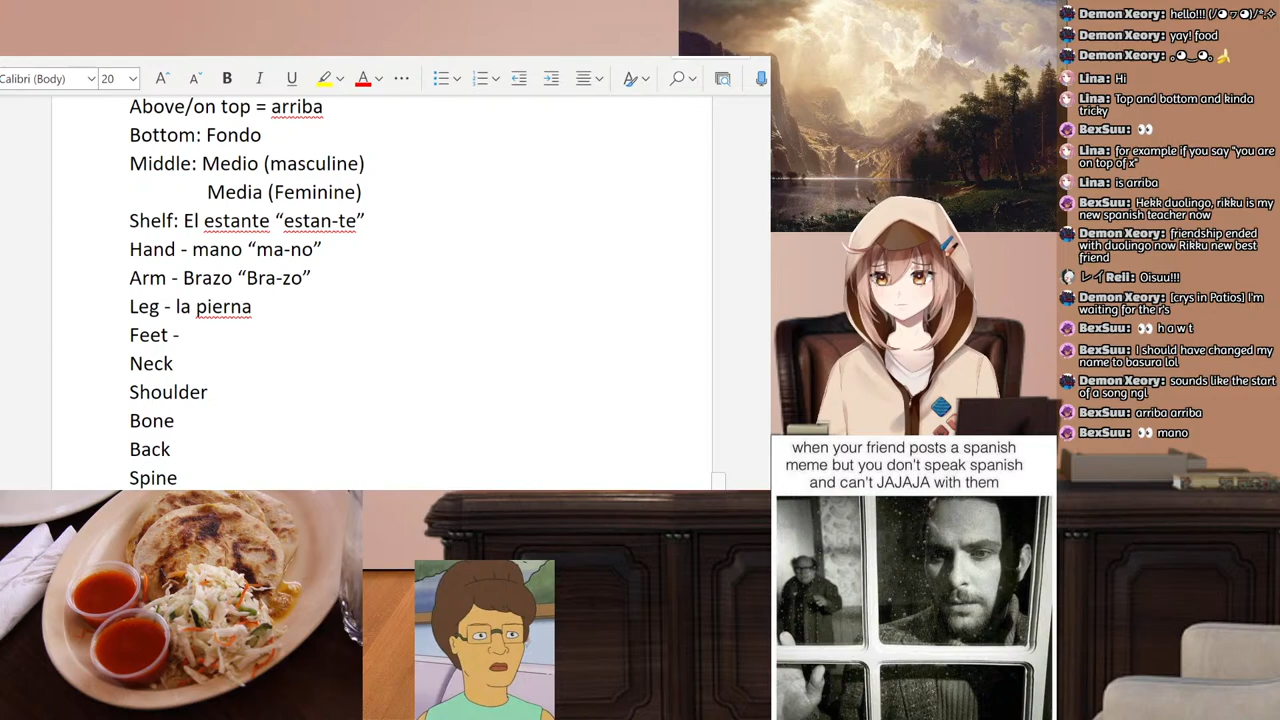 Calibri (Body)
20
B
I
U
A
Above/on top = arriba
Bottom: Fondo
Middle: Medio (masculine)
Media (Feminine)
Shelf: El estante “estan-te”
Hand - mano “ma-no”
Arm - Brazo “Bra-zo”
Leg - la pierna
Feet -
Neck
Shoulder
Bone
Back
Spine
when your friend posts a spanish
meme but you don't speak spanish
and can't JAJAJA with them
Demon Xeory: hello!!! (/◕ヮ◕)/*.✧
Demon Xeory: yay! food
Demon Xeory: 。◕‿◕。🍌
Lina: Hi
Lina: Top and bottom and kinda
tricky
BexSuu: 👀
Lina: for example if you say "you are
on top of x"
Lina: is arriba
BexSuu: Hekk duolingo, rikku is my
new spanish teacher now
Demon Xeory: friendship ended
with duolingo now Rikku new best
friend
レイReii: Oisuu!!!
Demon Xeory: [crys in Patios] I'm
waiting for the r's
BexSuu: 👀 h a w t
BexSuu: I should have changed my
name to basura lol
Demon Xeory: sounds like the start
of a song ngl
BexSuu: arriba arriba
BexSuu: 👀 mano